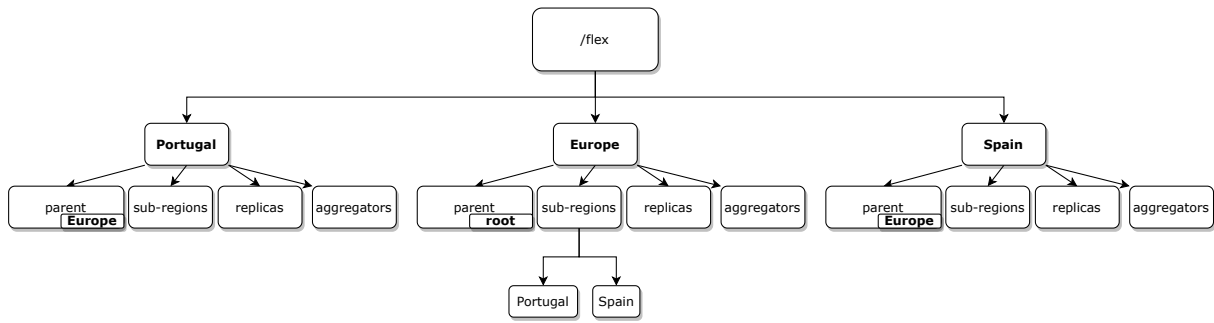 /flex
Portugal
Europe
Spain
parent
Europe
sub-regions
replicas
aggregators
parent
root
sub-regions
replicas
aggregators
parent
Europe
sub-regions
replicas
aggregators
Portugal
Spain